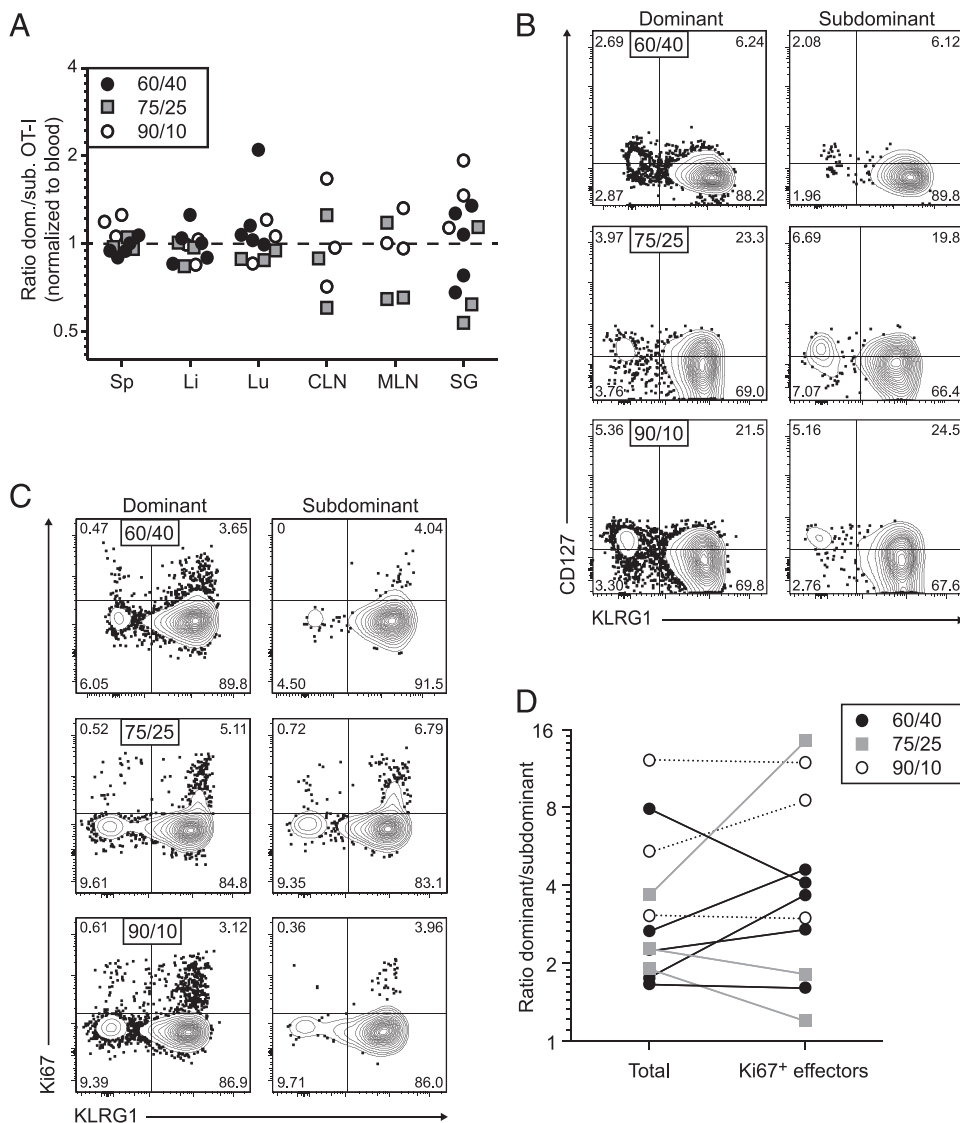 A
Ratio dom./sub. OT-I
(normalized to blood)
4
2
1
0.5
60/40
75/25
90/10
Sp Li Lu CLN MLN SG
B
Dominant Subdominant
2.69 60/40 6.24
2.87 88.2
2.08 6.12
1.96 89.8
3.97 75/25 23.3
3.76 69.0
6.69 19.8
7.07 66.4
5.36 90/10 21.5
3.30 69.8
5.16 24.5
2.76 67.6
CD127
KLRG1
C
Dominant Subdominant
0.47 60/40 3.65
6.05 89.8
0 4.04
4.50 91.5
0.52 75/25 5.11
9.61 84.8
0.72 6.79
9.35 83.1
0.61 90/10 3.12
9.39 86.9
0.36 3.96
9.71 86.0
Ki67
KLRG1
D
Ratio dominant/subdominant
16
8
4
2
1
60/40
75/25
90/10
Total Ki67⁺ effectors